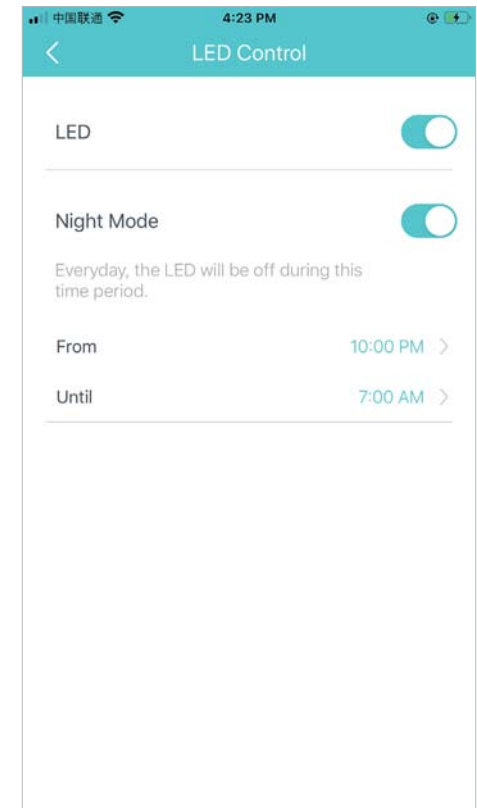 中国联通 4:23 PM
LED Control
LED
Night Mode
Everyday, the LED will be off during this
time period.
From 10:00 PM
Until 7:00 AM